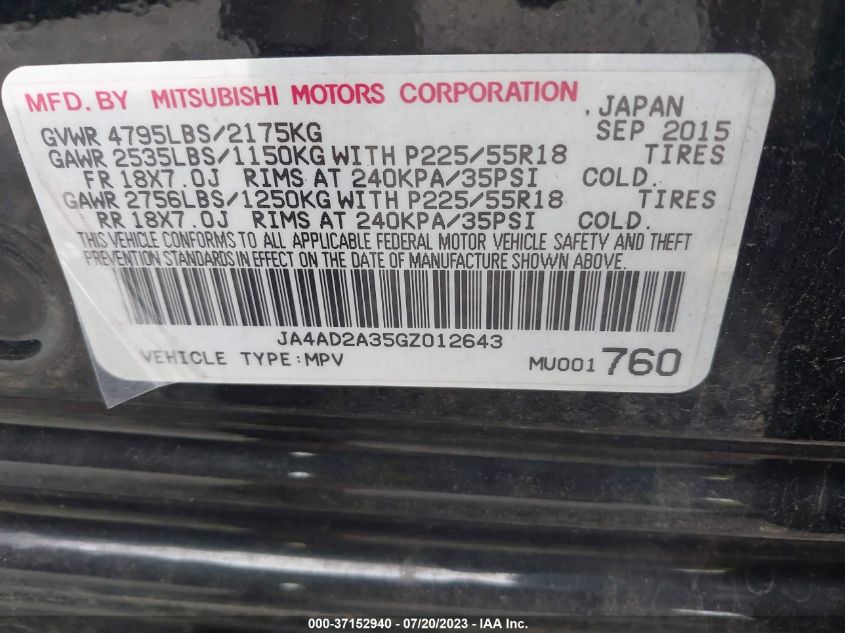 MFD. BY MITSUBISHI MOTORS CORPORATION
. JAPAN
GVWR 4795LBS/2175KG SEP 2015
GAWR 2535LBS/1150KG WITH P225/55R18 TIRES
FR 18X7.0J RIMS AT 240KPA/35PSI COLD.
GAWR 2756LBS/1250KG WITH P225/55R18 TIRES
RR 18X7.0J RIMS AT 240KPA/35PSI COLD.
THIS VEHICLE CONFORMS TO ALL APPLICABLE FEDERAL MOTOR VEHICLE SAFETY AND THEFT
PREVENTION STANDARDS IN EFFECT ON THE DATE OF MANUFACTURE SHOWN ABOVE.
JA4AD2A35GZ012643
VEHICLE TYPE:MPV MU001760
000-37152940 - 07/20/2023 - IAA Inc.